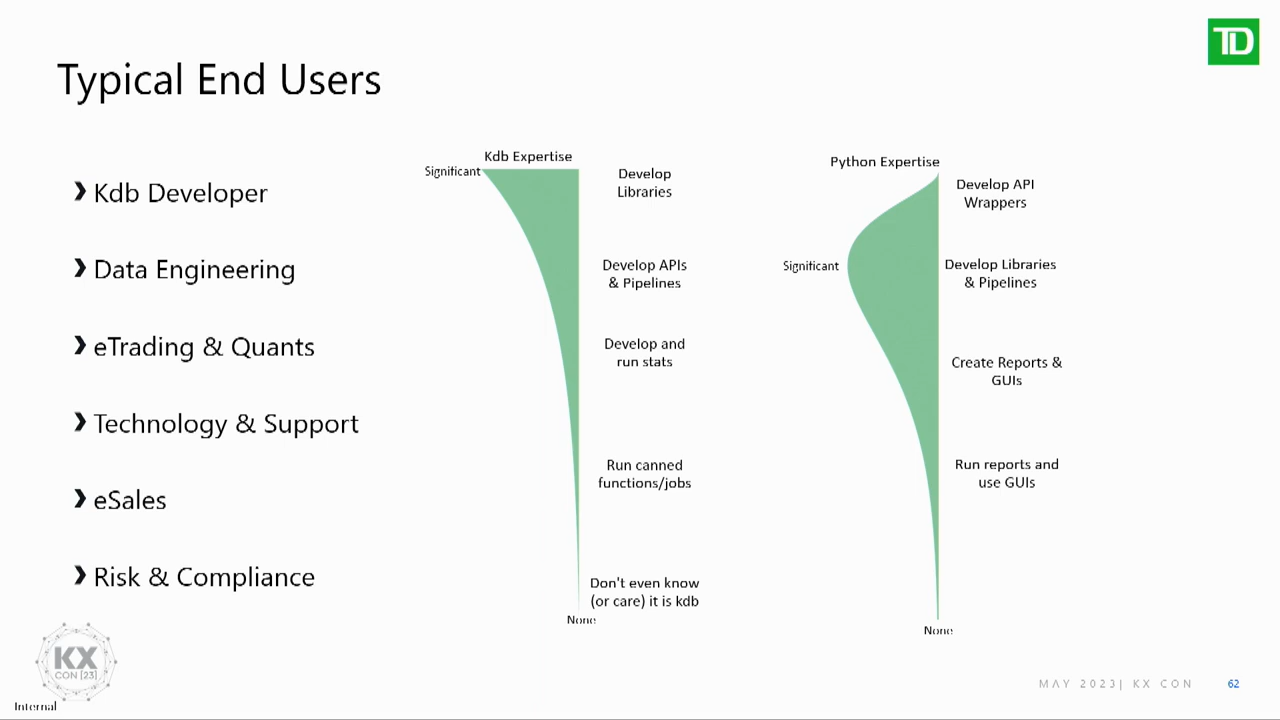 TD
Typical End Users
Kdb Developer
Data Engineering
eTrading & Quants
Technology & Support
eSales
Risk & Compliance
Kdb Expertise
Significant
Develop
Libraries
Develop APIs
& Pipelines
Develop and
run stats
Run canned
functions/jobs
Don't even know
(or care) it is kdb
None
Python Expertise
Significant
Develop API
Wrappers
Develop Libraries
& Pipelines
Create Reports &
GUIs
Run reports and
use GUIs
None
KX
CON [23]
Internal
MAY 2023| KX CON
62